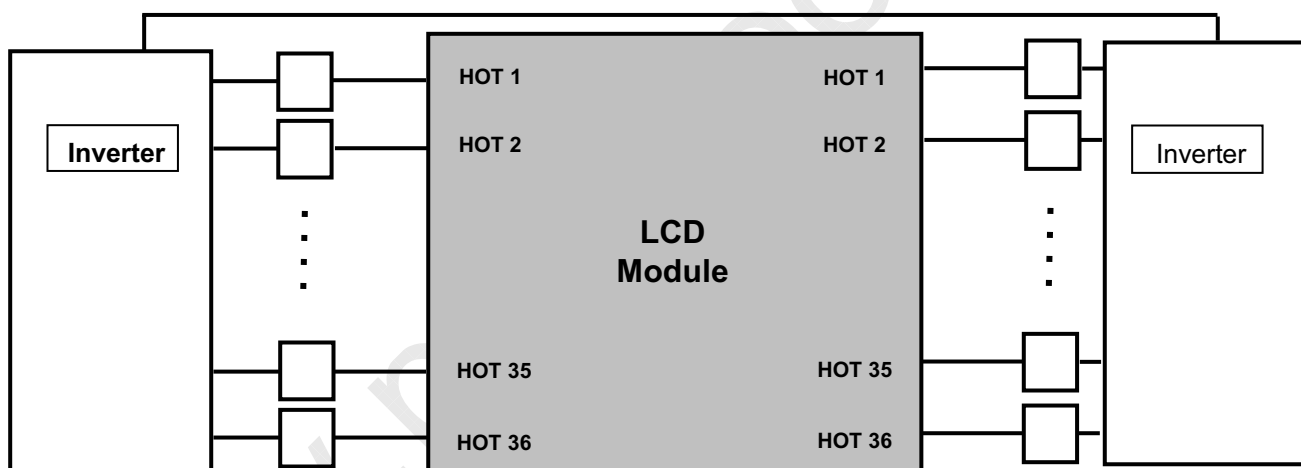 HOT 1 HOT 1
Inverter HOT 2 HOT 2 Inverter
LCD
Module
HOT 35 HOT 35
HOT 36 HOT 36